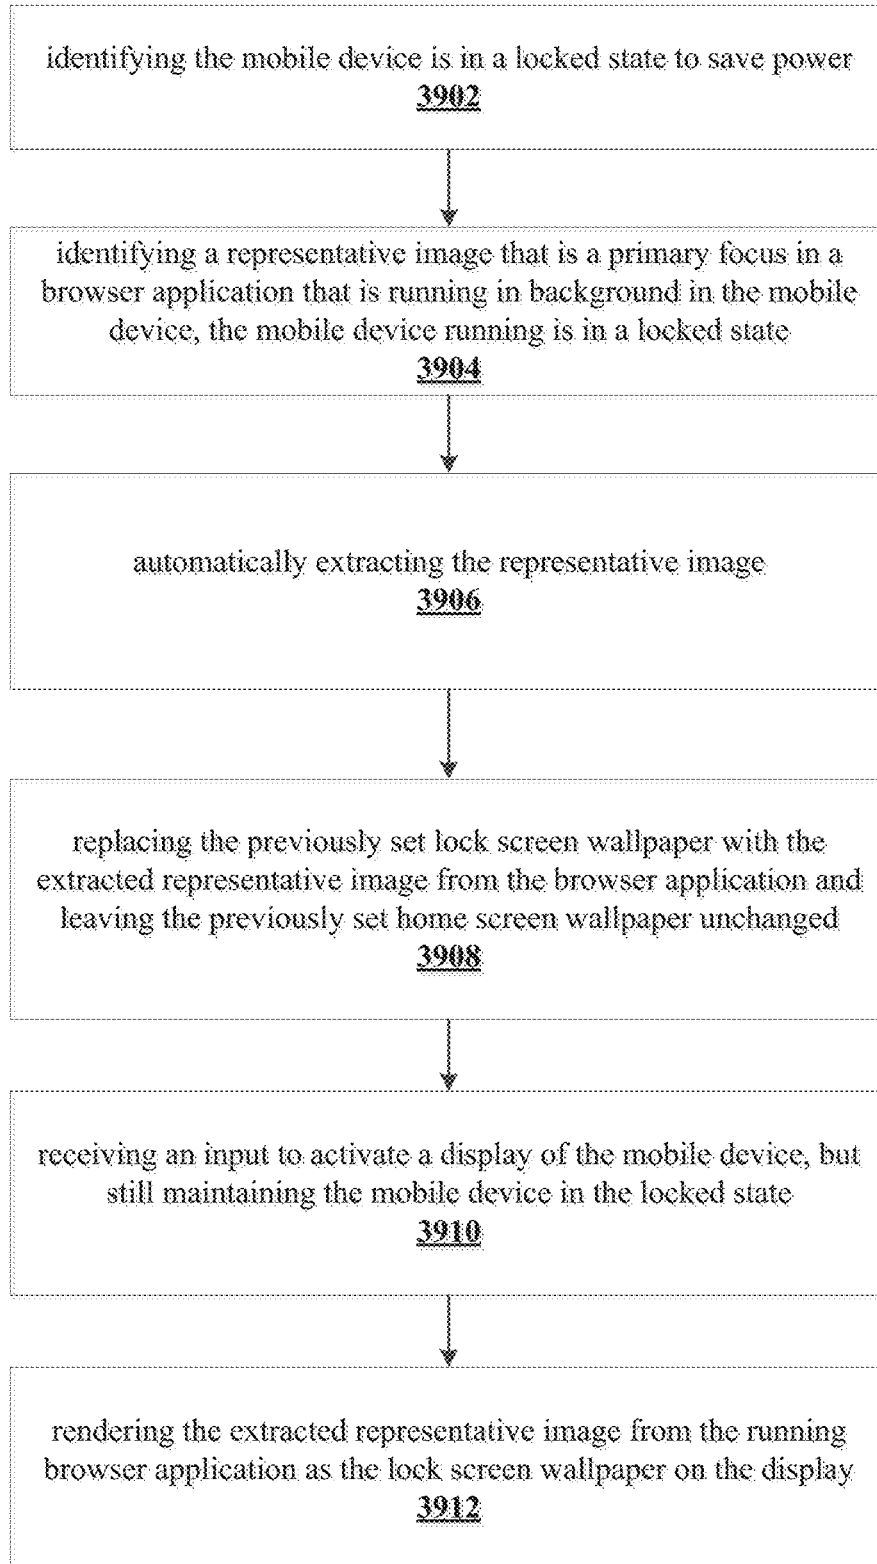 identifying the mobile device is in a locked state to save power
3902
identifying a representative image that is a primary focus in a
browser application that is running in background in the mobile
device, the mobile device running is in a locked state
3904
automatically extracting the representative image
3906
replacing the previously set lock screen wallpaper with the
extracted representative image from the browser application and
leaving the previously set home screen wallpaper unchanged
3908
receiving an input to activate a display of the mobile device, but
still maintaining the mobile device in the locked state
3910
rendering the extracted representative image from the running
browser application as the lock screen wallpaper on the display
3912